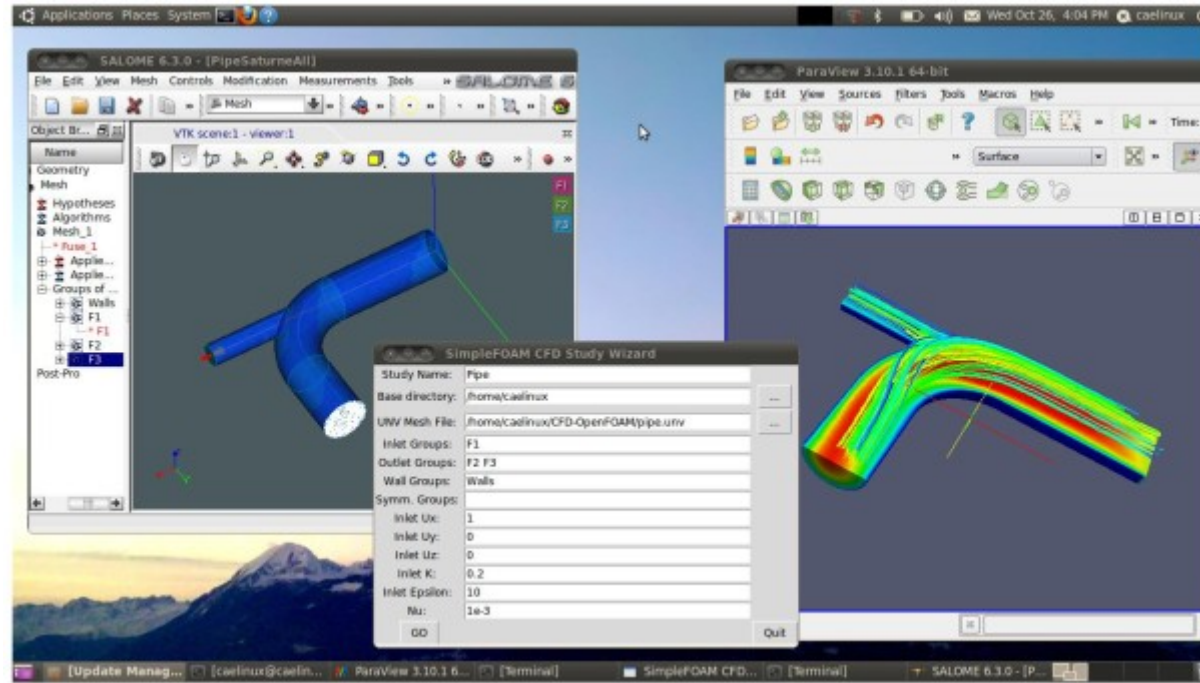 Applications Places System
Wed Oct 26, 4:04 PM caelinux
SALOME 6.3.0 - [PipeSaturneAll]
File Edit View Mesh Controls Modification Measurements Tools
SALOME 6
Mesh
Object Br...
VTK scene:1 - viewer:1
Name
Geometry
Mesh
Hypotheses
Algorithms
Mesh_1
* Fuse_1
Applie...
Applie...
Groups of ...
Walls
F1
* F1
F2
F3
Post-Pro
F1
F2
F3
ParaView 3.10.1 64-bit
File Edit View Sources Filters Tools Macros Help
Time:
Surface
SimpleFOAM CFD Study Wizard
Study Name: Pipe
Base directory: /home/caelinux
...
UNV Mesh File: /home/caelinux/CFD-OpenFOAM/pipe.unv
...
Inlet Groups: F1
Outlet Groups: F2 F3
Wall Groups: Walls
Symm. Groups:
Inlet Ux: 1
Inlet Uy: 0
Inlet Uz: 0
Inlet K: 0.2
Inlet Epsilon: 10
Nu: 1e-3
GO
Quit
[Update Manag... [caelinux@caelin... ParaView 3.10.1 6... [Terminal] SimpleFOAM CFD... [Terminal] SALOME 6.3.0 - [P...